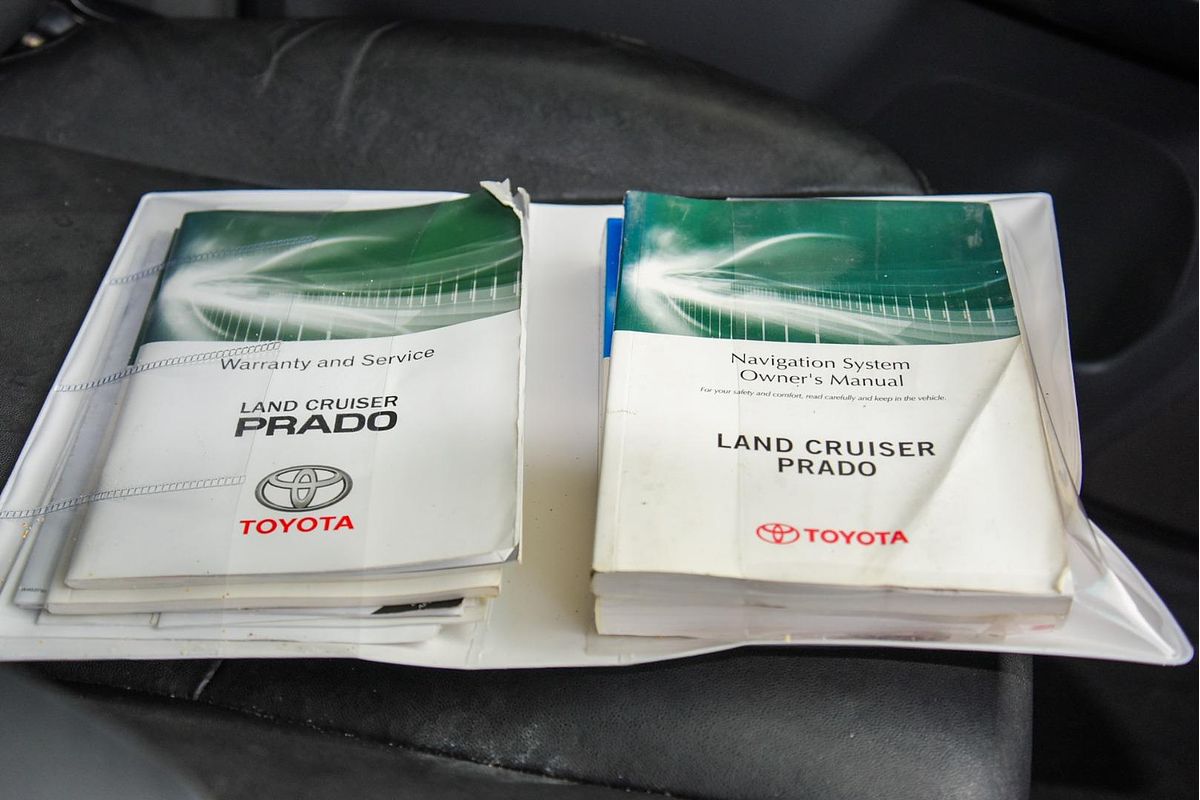 Warranty and Service
LAND CRUISER
PRADO
TOYOTA
Navigation System
Owner's Manual
For your safety and comfort, read carefully and keep in the vehicle.
LAND CRUISER
PRADO
TOYOTA